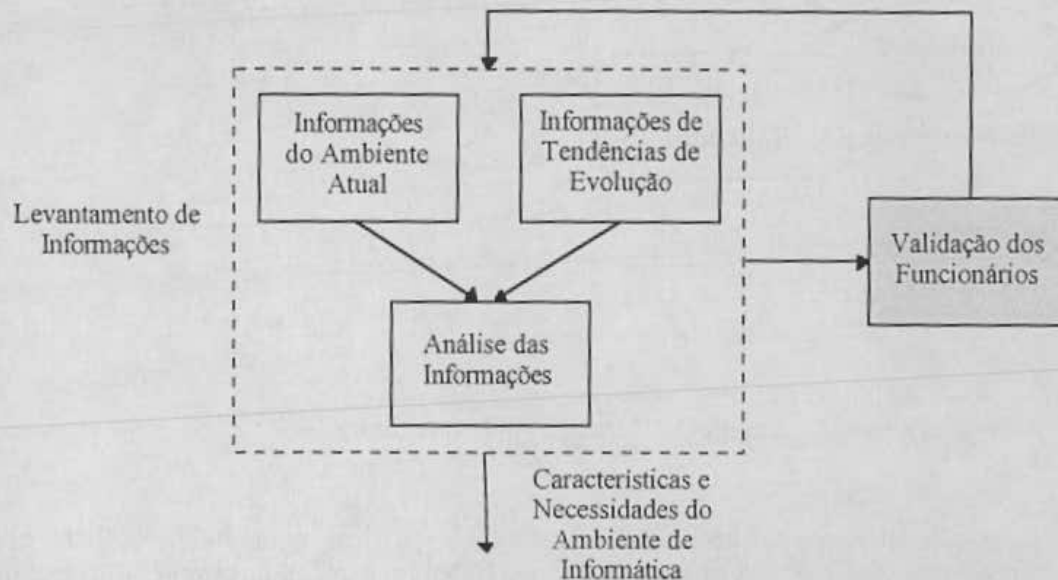 Informações
do Ambiente
Atual
Informações de
Tendências de
Evolução
Levantamento de
Informações
Validação dos
Funcionários
Análise das
Informações
Características e
Necessidades do
Ambiente de
Informática